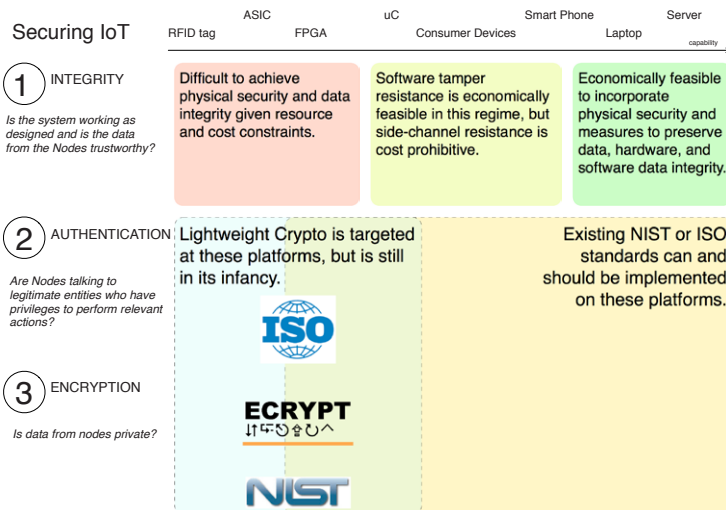 Securing IoT
ASIC
uC
Smart Phone
Server
RFID tag
FPGA
Consumer Devices
Laptop
capability
1
INTEGRITY
Is the system working as
designed and is the data
from the Nodes trustworthy?
Difficult to achieve
physical security and data
integrity given resource
and cost constraints.
Software tamper
resistance is economically
feasible in this regime, but
side-channel resistance is
cost prohibitive.
Economically feasible
to incorporate
physical security and
measures to preserve
data, hardware, and
software data integrity.
2
AUTHENTICATION
Are Nodes talking to
legitimate entities who have
privileges to perform relevant
actions?
Lightweight Crypto is targeted
at these platforms, but is still
in its infancy.
Existing NIST or ISO
standards can and
should be implemented
on these platforms.
ISO
3
ENCRYPTION
Is data from nodes private?
ECRYPT
NIST